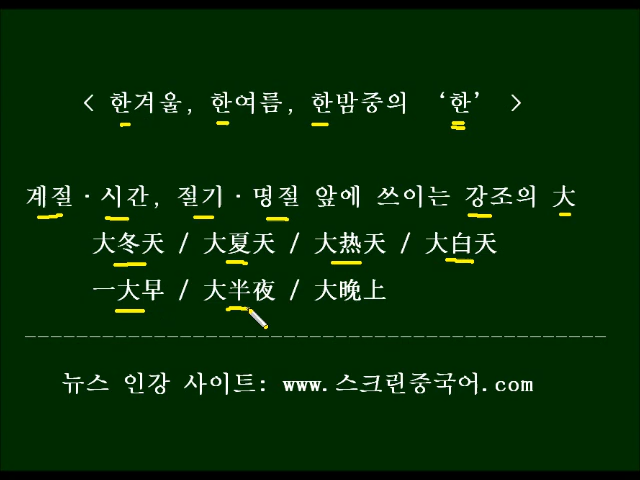 < 한겨울, 한여름, 한밤중의 ‘한’ >
계절·시간, 절기·명절 앞에 쓰이는 강조의 大
大冬天 / 大夏天 / 大热天 / 大白天
一大早 / 大半夜 / 大晚上
뉴스 인강 사이트: www.스크린중국어.com